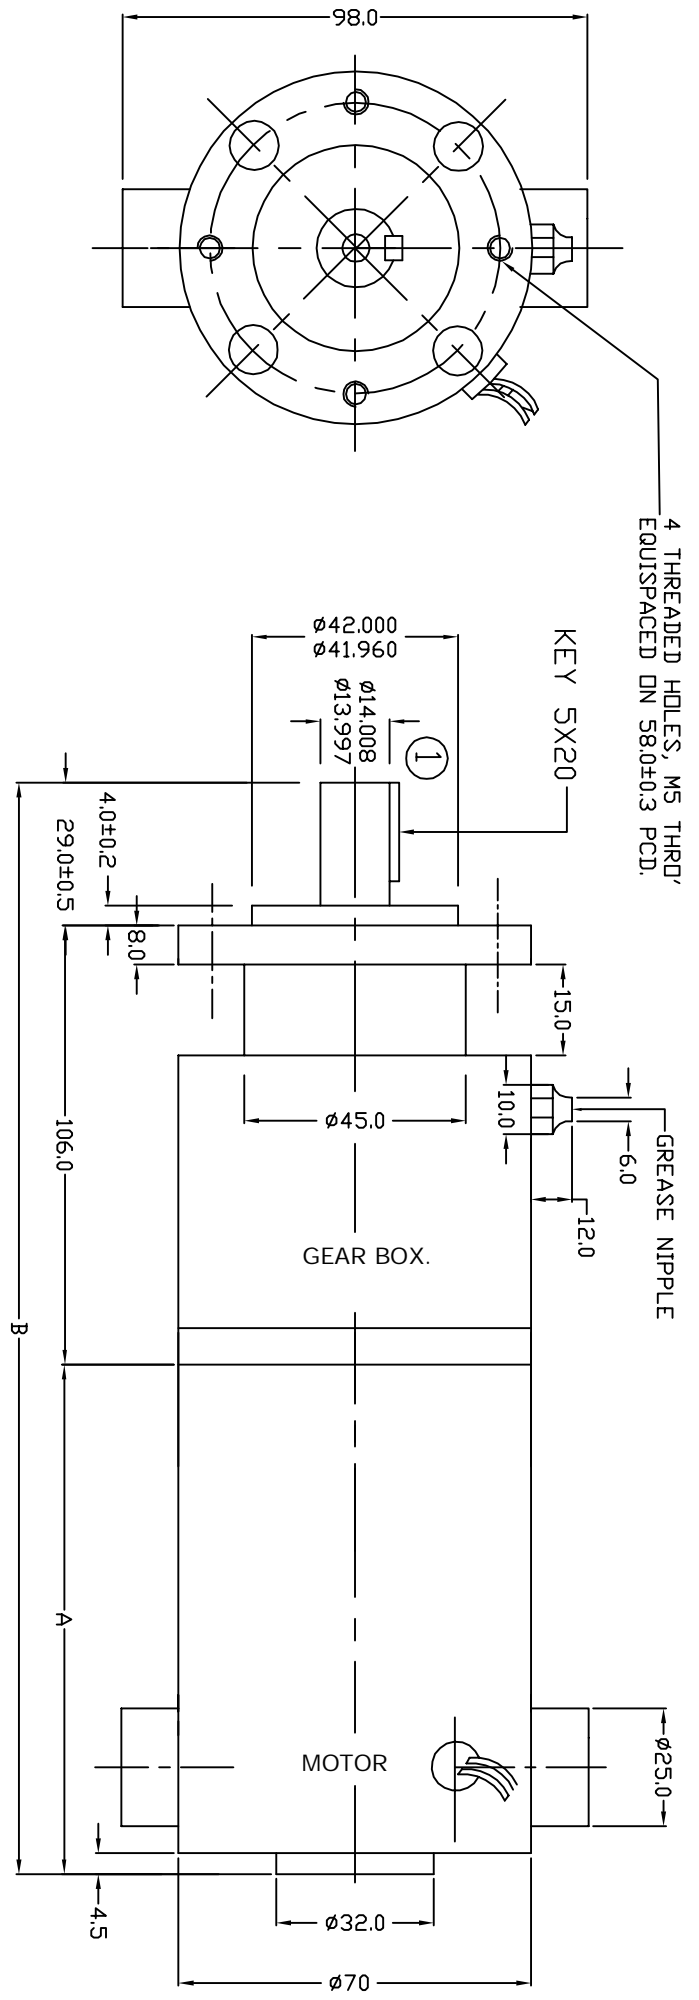 98.0
4 THREADED HOLES, M5 THRO'
EQUISPACED ON 58.0±0.3 PCD.
KEY 5X20
1
Ø42.000
Ø41.960
Ø14.008
Ø13.997
4.0±0.2
29.0±0.5
8.0
15.0
GREASE NIPPLE
6.0
10.0
12.0
Ø45.0
106.0
GEAR BOX.
B
A
MOTOR
Ø25.0
4.5
Ø32.0
Ø70